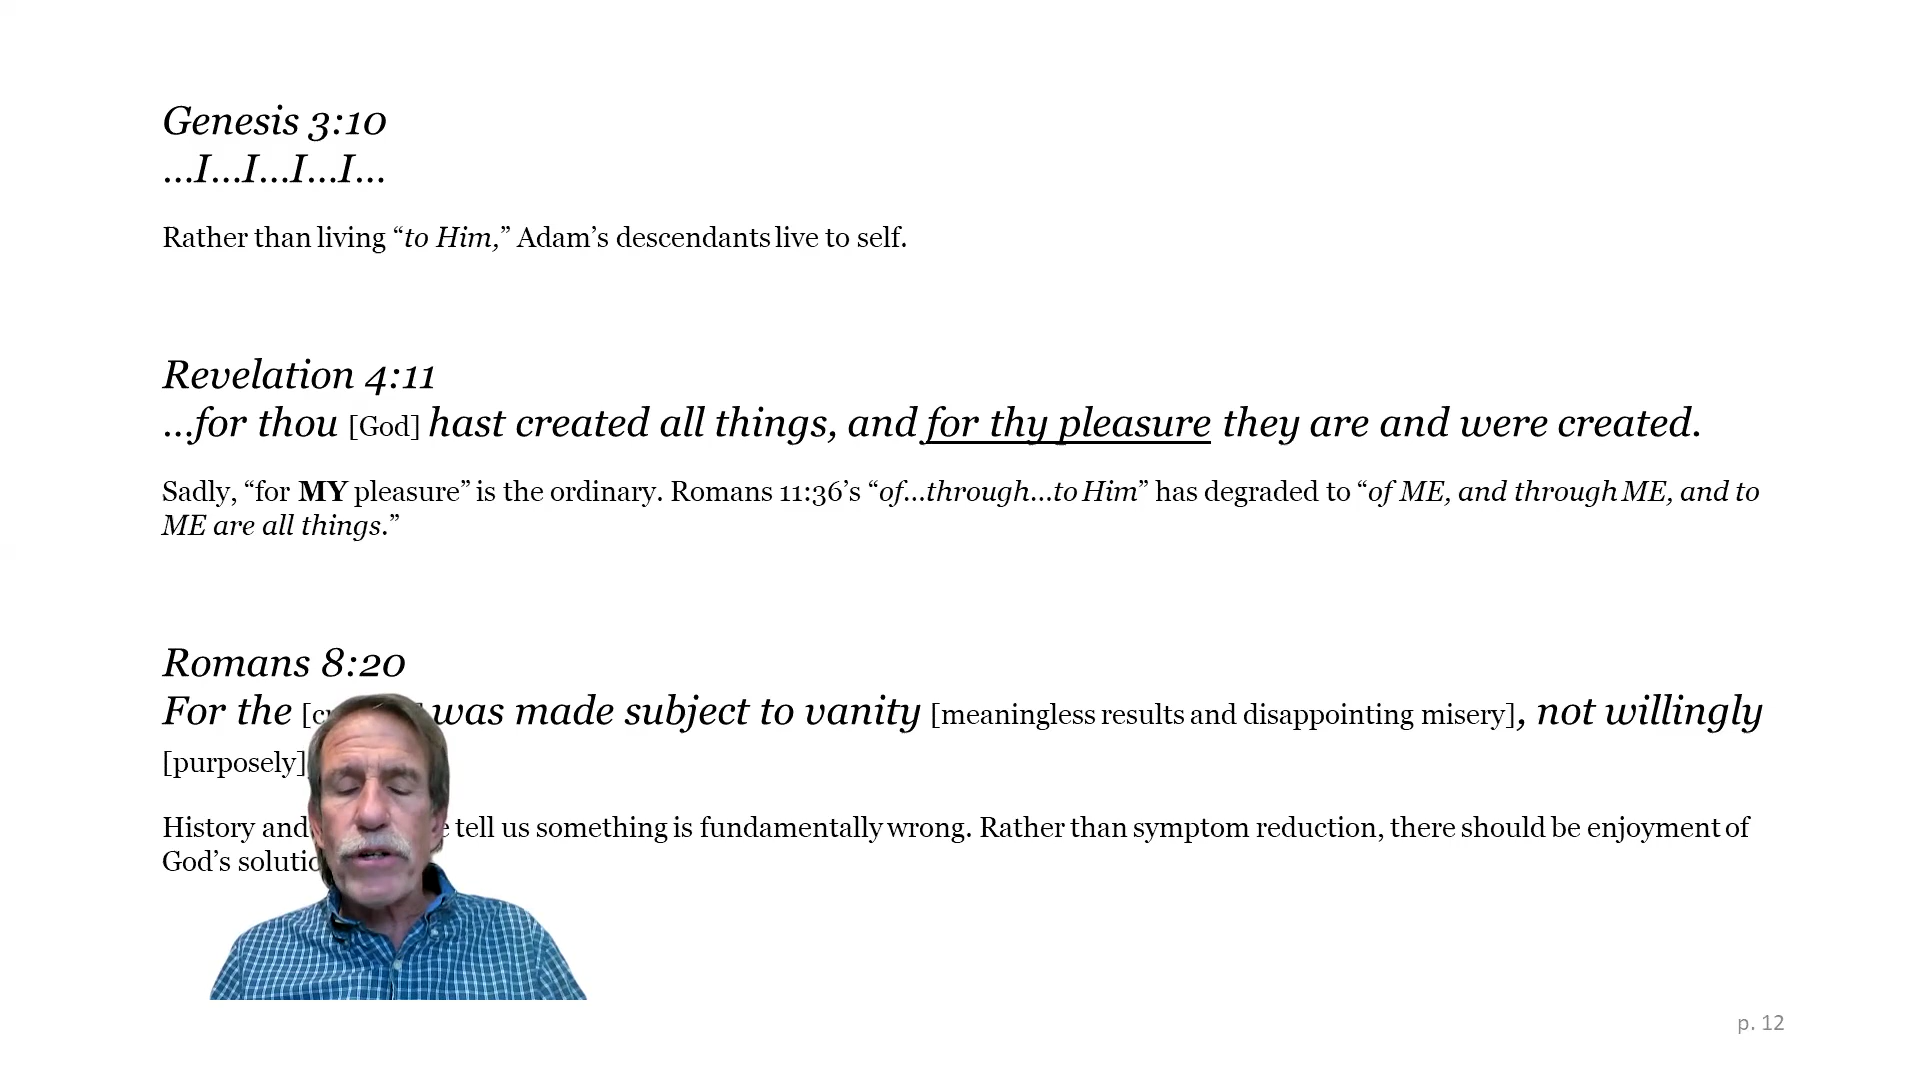 Genesis 3:10
…I…I…I…I…
Rather than living “to Him,” Adam’s descendants live to self.
Revelation 4:11
…for thou [God] hast created all things, and for thy pleasure they are and were created.
Sadly, “for MY pleasure” is the ordinary. Romans 11:36’s “of…through…to Him” has degraded to “of ME, and through ME, and to
ME are all things.”
Romans 8:20
For the was made subject to vanity [meaningless results and disappointing misery], not willingly
[purposely]
History and tell us something is fundamentally wrong. Rather than symptom reduction, there should be enjoyment of
God’s
p. 12